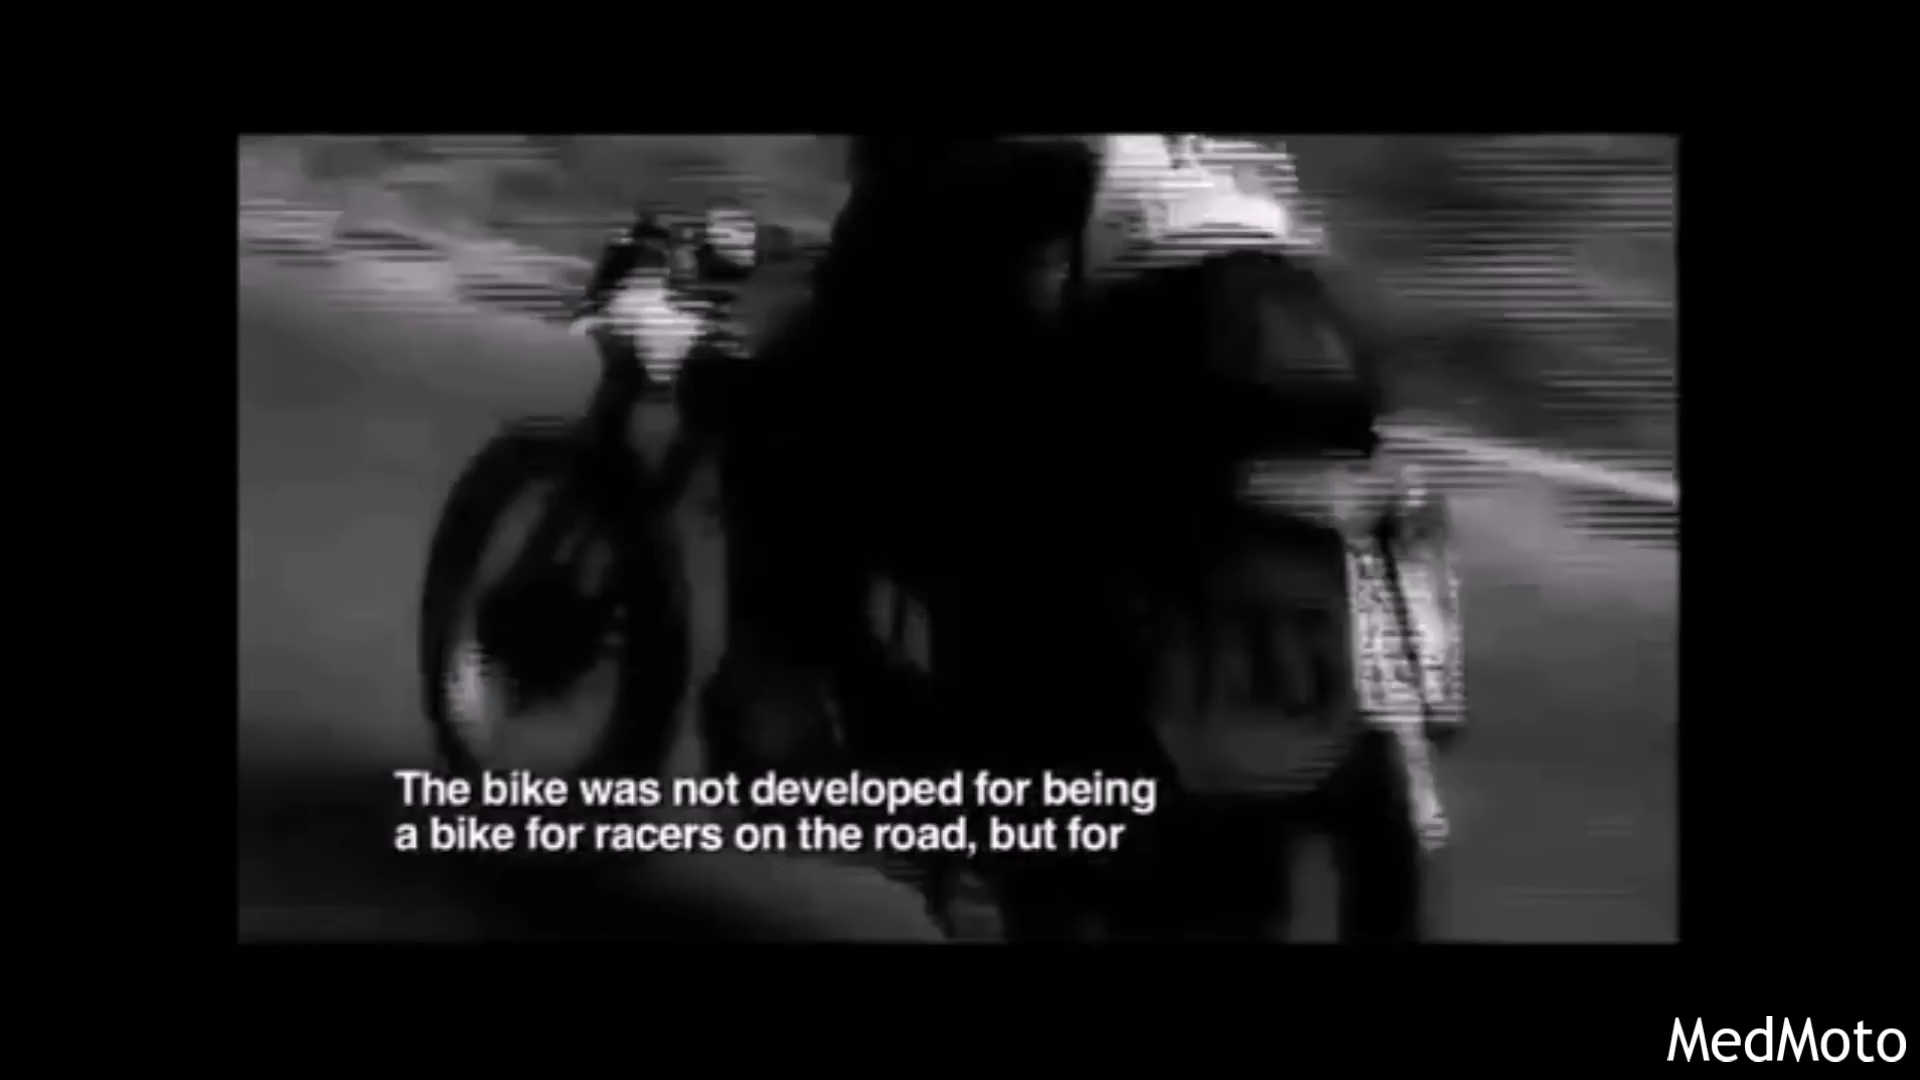 The bike was not developed for being
a bike for racers on the road, but for
MedMoto